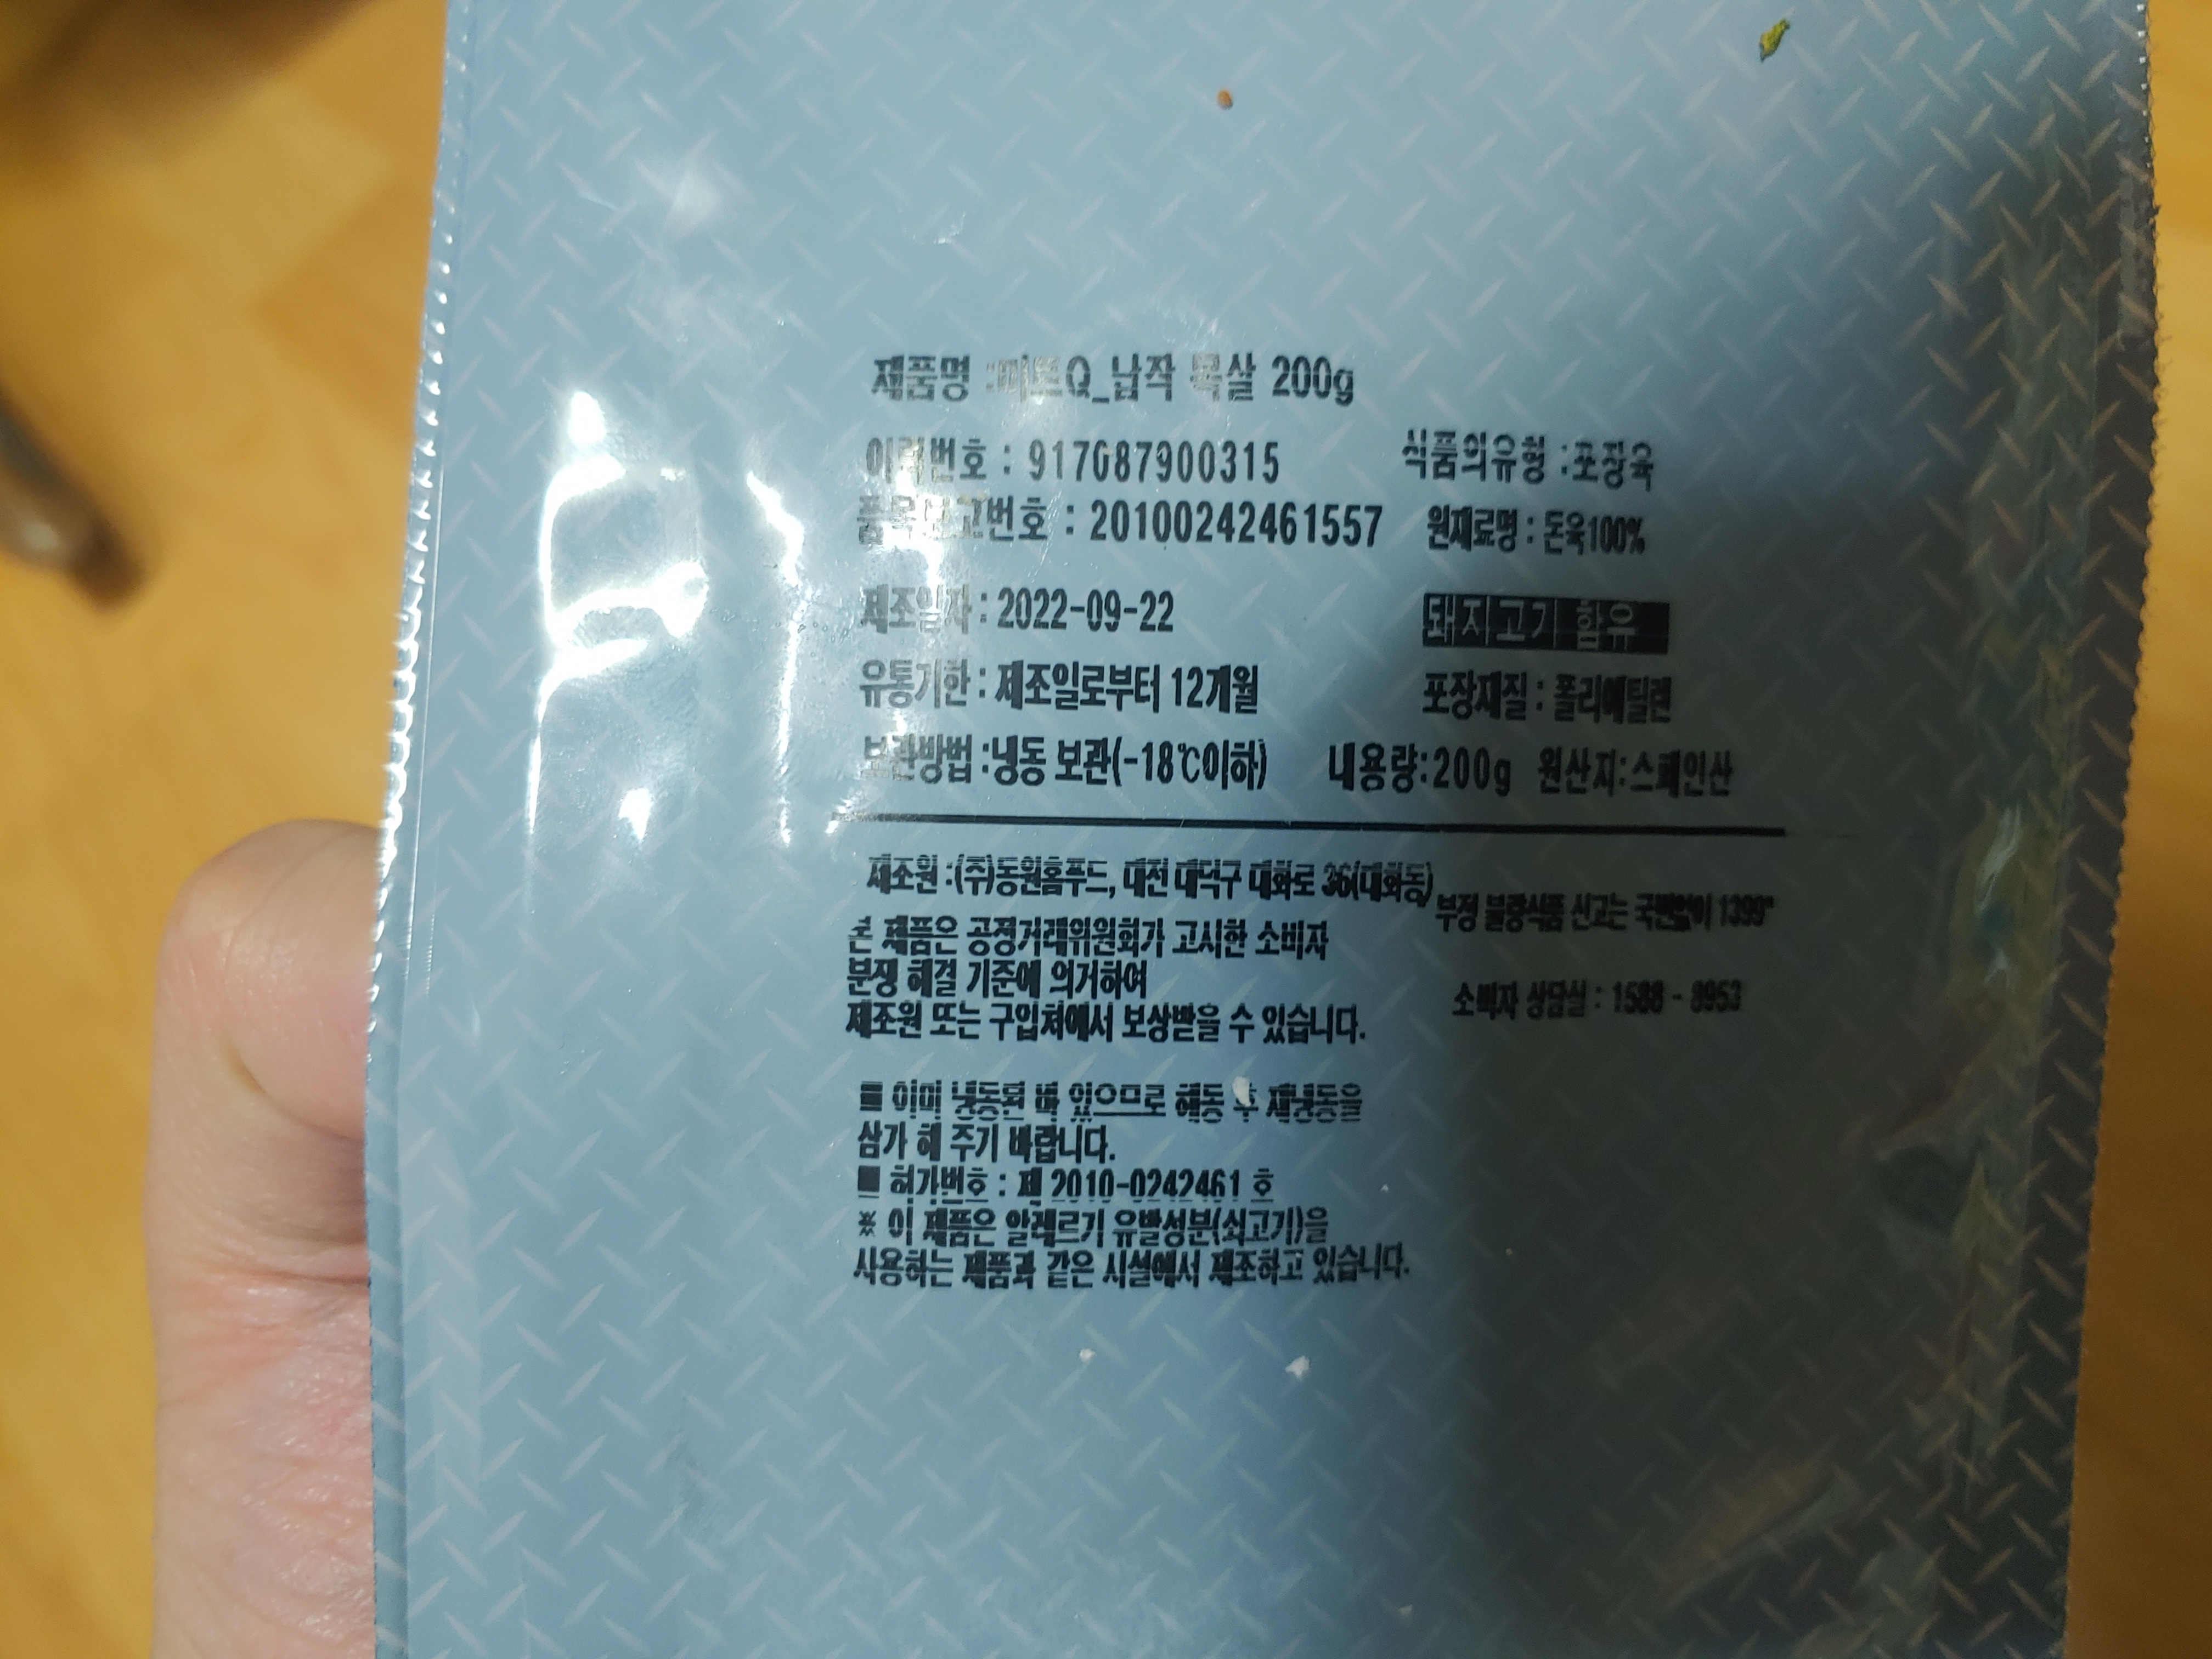 제품명 :미트Q_납작 목살 200g
이력번호 : 917087900315 식품의유형 :포장육
품목보고번호 : 20100242461557 원재료명 : 돈육100%
제조일자 : 2022-09-22 돼지고기 함유
유통기한 : 제조일로부터 12개월 포장재질 : 폴리에틸렌
보관방법 :냉동 보관(-18℃이하) 내용량:200g 원산지:스페인산
제조원 :(주)동원홈푸드, 대전 대덕구 대화로 36(대화동)
부정 불량식품 신고는 국번없이 1399"
본 제품은 공정거래위원회가 고시한 소비자
분쟁 해결 기준에 의거하여
제조원 또는 구입처에서 보상받을 수 있습니다.
소비자 상담실 : 1588 - 8953
■ 이미 냉동된 바 있으므로 해동 후 재냉동을
삼가 해 주기 바랍니다.
■ 허가번호 : 제 2010-0242461 호
※ 이 제품은 알레르기 유발성분(쇠고기)을
사용하는 제품과 같은 시설에서 제조하고 있습니다.